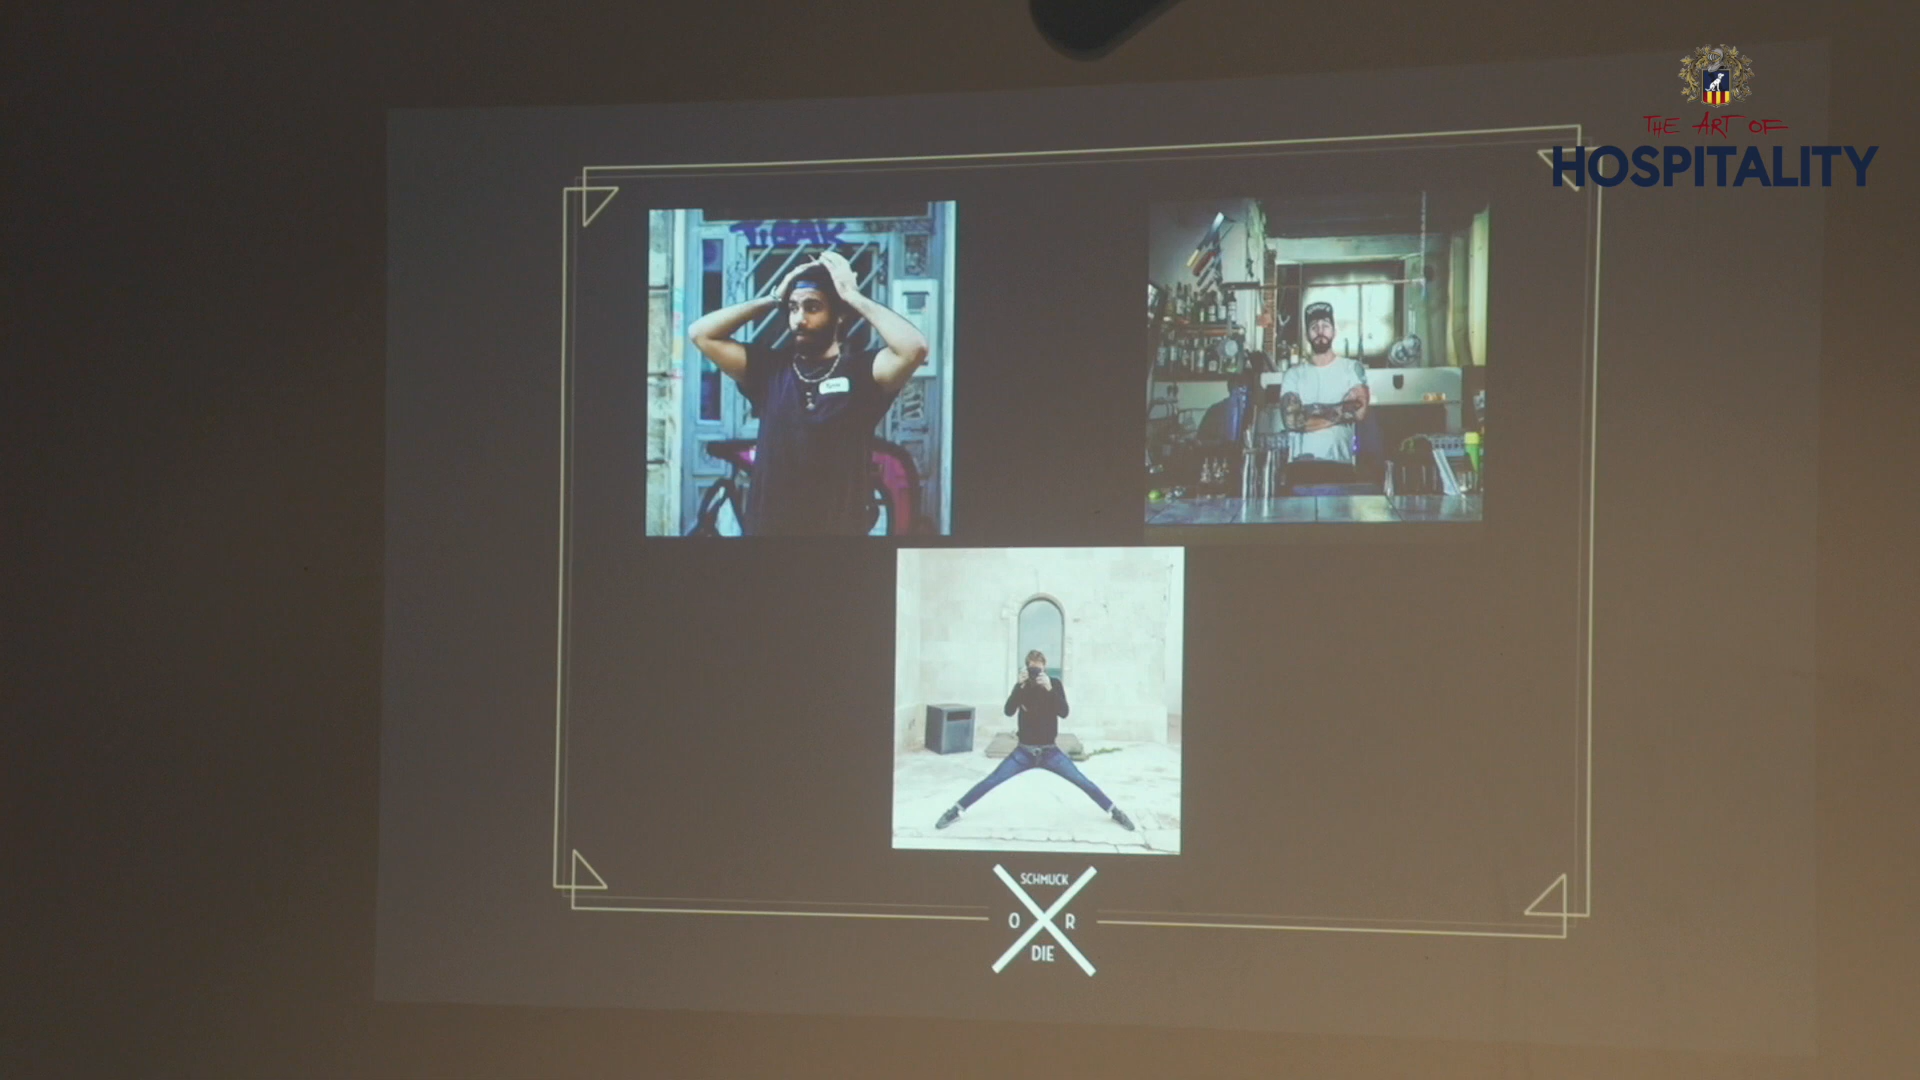 THE ART OF
HOSPITALITY
SCHMUCK
O R
DIE